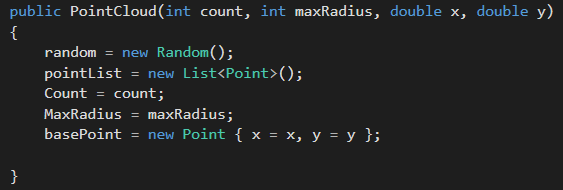 public PointCloud(int count, int maxRadius, double x, double y)
{
random = new Random();
pointList = new List<Point>();
Count = count;
MaxRadius = maxRadius;
basePoint = new Point { x = x, y = y };
}